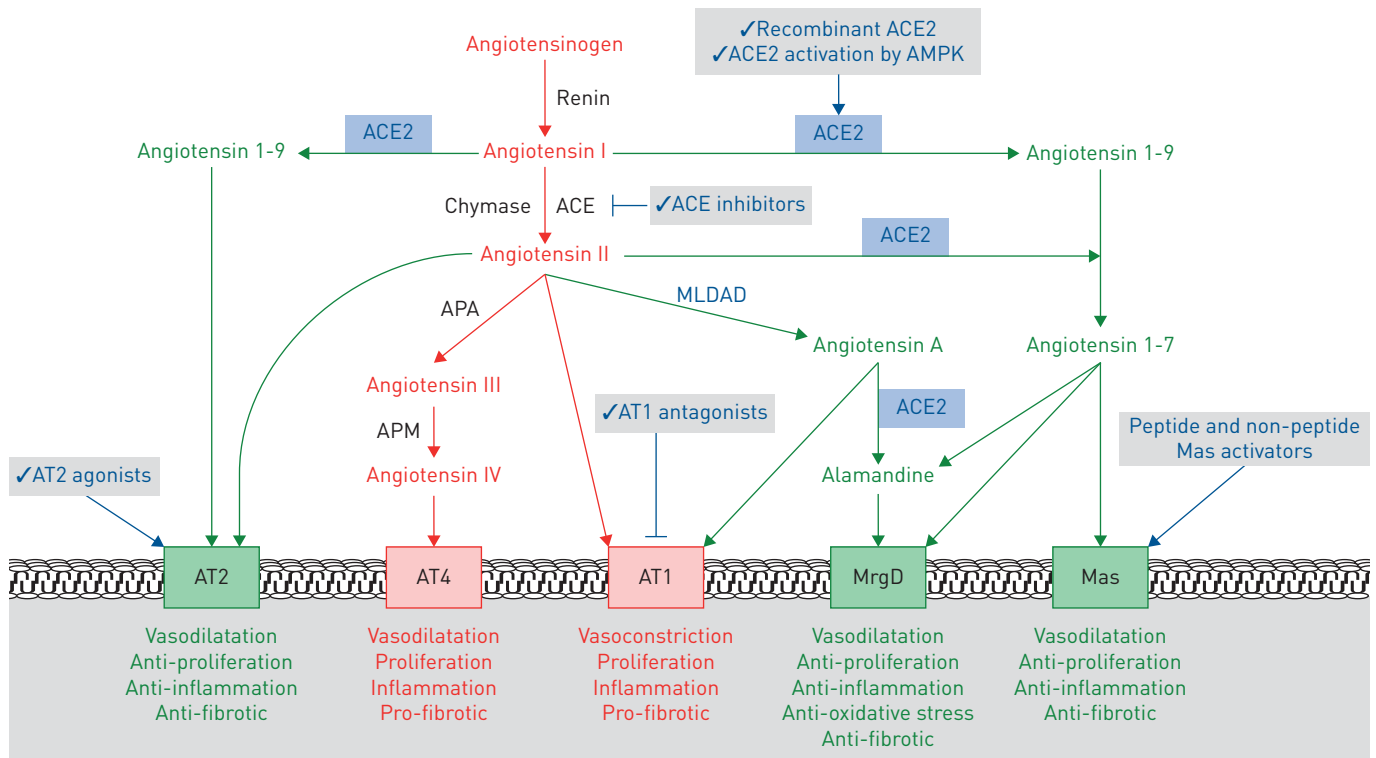 ✓Recombinant ACE2
✓ACE2 activation by AMPK
Angiotensinogen
Renin
ACE2
ACE2
Angiotensin 1-9
Angiotensin I
Angiotensin 1-9
Chymase
ACE
✓ACE inhibitors
ACE2
Angiotensin II
MLDAD
APA
Angiotensin A
Angiotensin 1-7
Angiotensin III
✓AT1 antagonists
ACE2
APM
Peptide and non-peptide
Mas activators
✓AT2 agonists
Angiotensin IV
Alamandine
AT2
AT4
AT1
MrgD
Mas
Vasodilatation
Anti-proliferation
Anti-inflammation
Anti-fibrotic
Vasodilatation
Proliferation
Inflammation
Pro-fibrotic
Vasoconstriction
Proliferation
Inflammation
Pro-fibrotic
Vasodilatation
Anti-proliferation
Anti-inflammation
Anti-oxidative stress
Anti-fibrotic
Vasodilatation
Anti-proliferation
Anti-inflammation
Anti-fibrotic